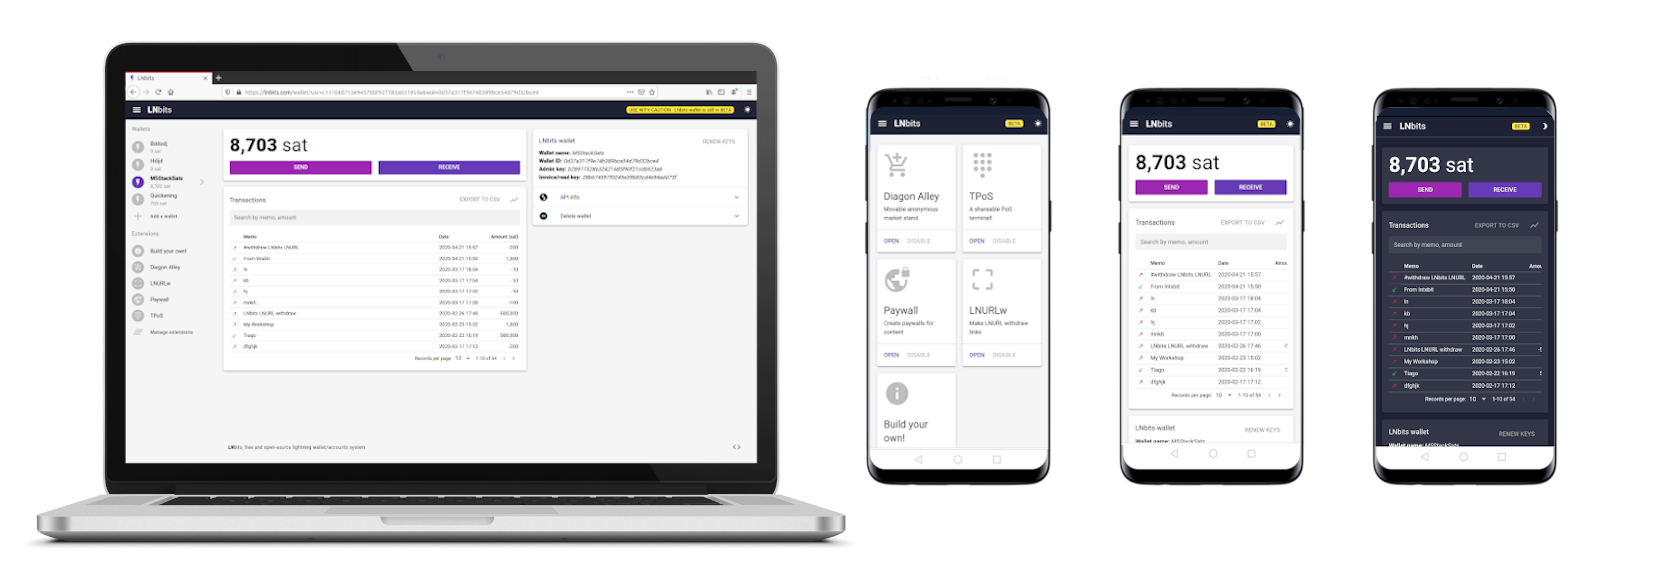 LNbits
LNbits
USE WITH CAUTION - LNbits wallet is still in BETA
Wallets
0 sat
0 sat
M5StackSats
8,703 sat
Quickening
700 sat
Add a wallet
Extensions
Build your own!
Diagon Alley
LNURLw
Paywall
TPoS
Manage extensions
8,703 sat
SEND
RECEIVE
Transactions
EXPORT TO CSV
Search by memo, amount
Memo Date Amount (sat)
#withdraw LNbits LNURL 2020-04-21 15:57 -200
From lntxbit 2020-04-21 15:50 1,000
ln 2020-03-17 18:04 -10
kb 2020-03-17 17:04 -10
hj 2020-03-17 17:02 -10
mnkh 2020-03-17 17:00 -100
LNbits LNURL withdraw 2020-02-26 17:46 -500,000
My Workshop 2020-02-23 15:02 -1,000
Tiago 2020-02-22 16:19 500,000
dfghjk 2020-02-17 17:12 -200
Records per page: 10 1-10 of 54
LNbits wallet
RENEW KEYS
Wallet name: M5StackSats
Wallet ID:
Admin key:
Invoice/read key:
API info
Delete wallet
LNbits, free and open-source lightning wallet/accounts system
LNbits BETA
Diagon Alley
Movable anonymous
market stand
OPEN DISABLE
TPoS
A shareable PoS
terminal!
OPEN DISABLE
Paywall
Create paywalls for
content
OPEN DISABLE
LNURLw
Make LNURL withdraw
links
OPEN DISABLE
Build your
own!
LNbits BETA
8,703 sat
SEND RECEIVE
Transactions EXPORT TO CSV
Search by memo, amount
Memo Date Amou
#withdraw LNbits LNURL 2020-04-21 15:57
From lntxbit 2020-04-21 15:50
ln 2020-03-17 18:04
kb 2020-03-17 17:04
hj 2020-03-17 17:02
mnkh 2020-03-17 17:00
LNbits LNURL withdraw 2020-02-26 17:46 -5
My Workshop 2020-02-23 15:02
Tiago 2020-02-22 16:19 5
dfghjk 2020-02-17 17:12
Records per page: 10 1-10 of 54
LNbits wallet RENEW KEYS
Wallet name: M5StackSats
LNbits BETA
8,703 sat
SEND RECEIVE
Transactions EXPORT TO CSV
Search by memo, amount
Memo Date Amou
#withdraw LNbits LNURL 2020-04-21 15:57
From lntxbit 2020-04-21 15:50
ln 2020-03-17 18:04
kb 2020-03-17 17:04
hj 2020-03-17 17:02
mnkh 2020-03-17 17:00
LNbits LNURL withdraw 2020-02-26 17:46 -5
My Workshop 2020-02-23 15:02
Tiago 2020-02-22 16:19 5
dfghjk 2020-02-17 17:12
Records per page: 10 1-10 of 54
LNbits wallet RENEW KEYS
Wallet name: M5StackSats